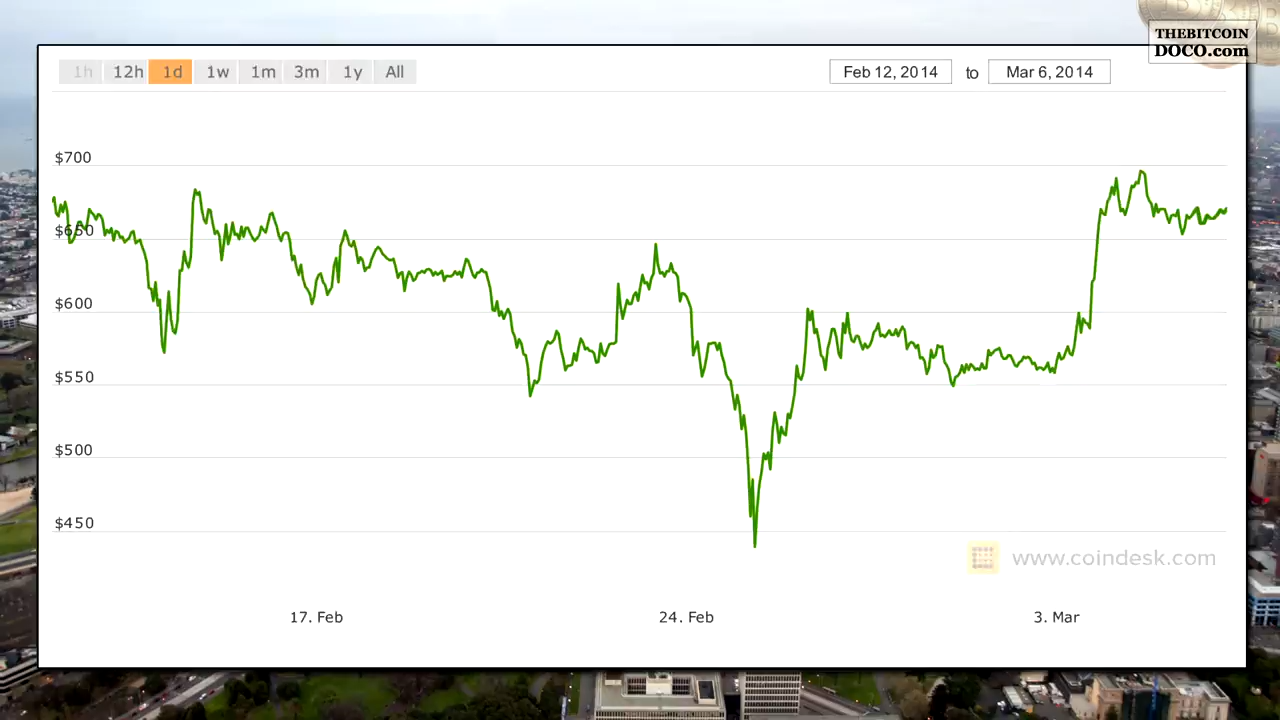 THEBITCOIN
DOCO.com
1h 12h 1d 1w 1m 3m 1y All
Feb 12, 2014 to Mar 6, 2014
$700
$650
$600
$550
$500
$450
www.coindesk.com
17. Feb 24. Feb 3. Mar